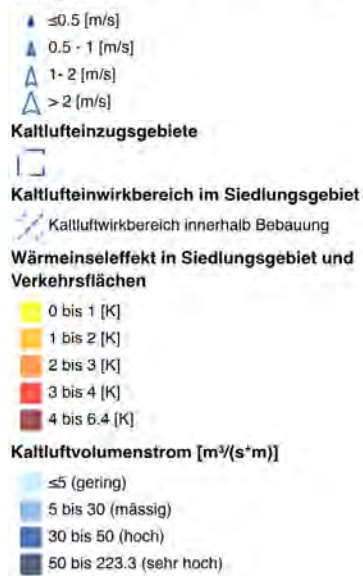 ≤0.5 [m/s]
0.5 - 1 [m/s]
1- 2 [m/s]
> 2 [m/s]
Kaltlufteinzugsgebiete
Kaltlufteinwirkbereich im Siedlungsgebiet
Kaltluftwirkbereich innerhalb Bebauung
Wärmeinseleffekt in Siedlungsgebiet und
Verkehrsflächen
0 bis 1 [K]
1 bis 2 [K]
2 bis 3 [K]
3 bis 4 [K]
4 bis 6.4 [K]
Kaltluftvolumenstrom [m³/(s*m)]
≤5 (gering)
5 bis 30 (mässig)
30 bis 50 (hoch)
50 bis 223.3 (sehr hoch)